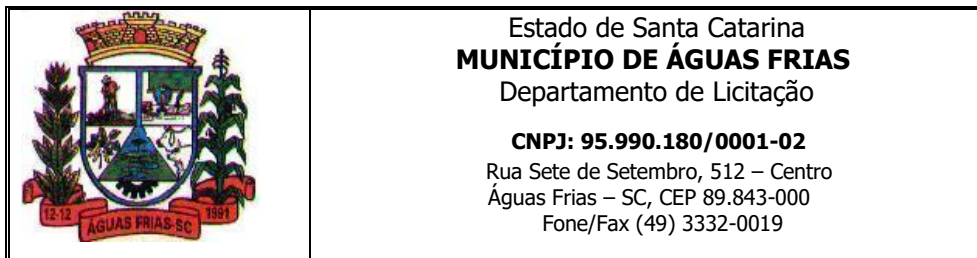 12-12
ÁGUAS FRIAS-SC
1991
Estado de Santa Catarina
MUNICÍPIO DE ÁGUAS FRIAS
Departamento de Licitação
CNPJ: 95.990.180/0001-02
Rua Sete de Setembro, 512 – Centro
Águas Frias – SC, CEP 89.843-000
Fone/Fax (49) 3332-0019